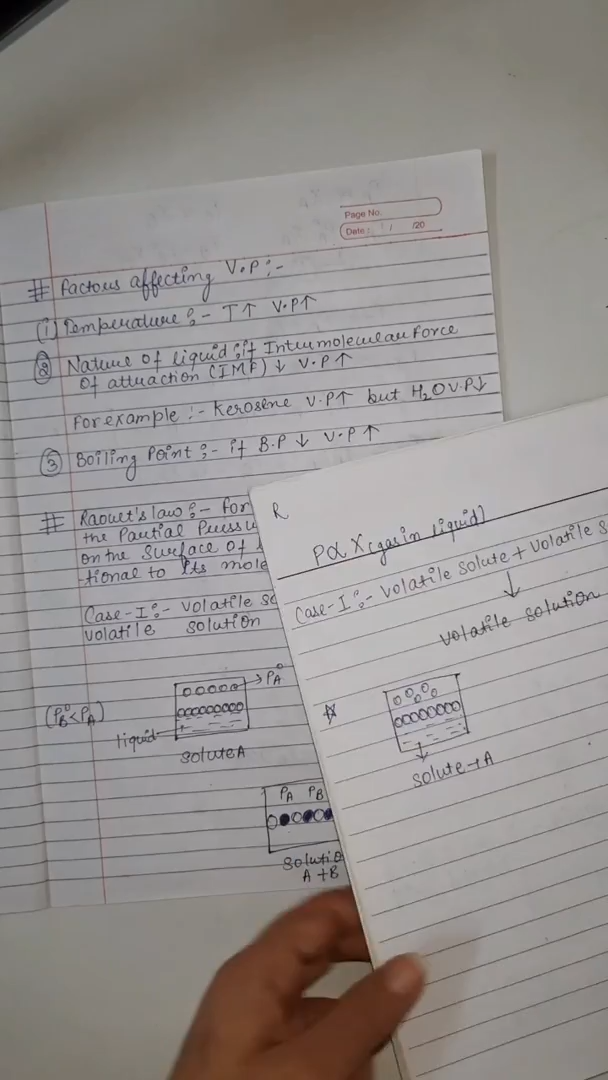 Page No.
Date : / /20
# Factors affecting V.P :-
(1) Temperature :- T↑ V.P↑
(2) Nature of liquid :- if Intermolecular force
of attraction (IMF) ↓ V.P ↑
For example :- Kerosene V.P↑ but H2O V.P↓
(3) Boiling Point :- if B.P ↓ V.P ↑
# Raoult's law :- For
the Partial Pressu
on the surface of
tional to its mole
Case-I :- volatile so
volatile solution
→ P°A
(P°B < P°A)
liquid
solute A
PA PB
Solutio
A + B
R
P ∝ X (gas in liquid)
Case-I :- volatile solute + volatile s
↓
volatile solution
solute → A